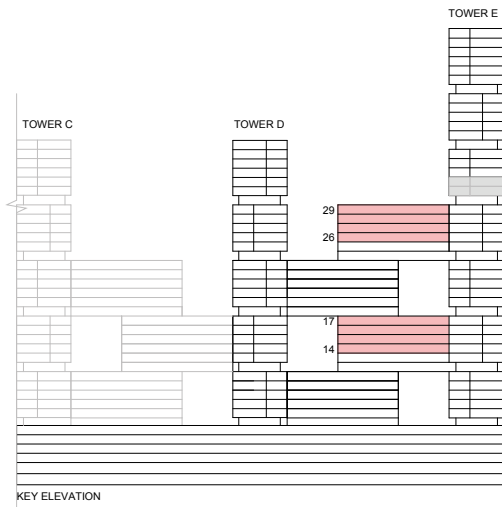 TOWER E
TOWER C
TOWER D
29
26
17
14
KEY ELEVATION